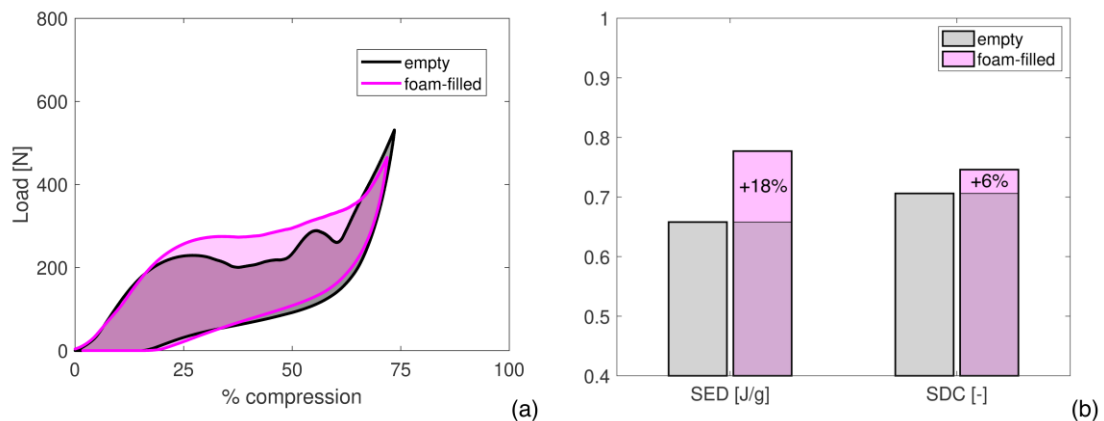 800
600
400
200
0
Load [N]
0 25 50 75 100
% compression
empty
foam-filled
(a)
1
0.9
0.8
0.7
0.6
0.5
0.4
empty
foam-filled
+18%
+6%
SED [J/g] SDC [-]
(b)